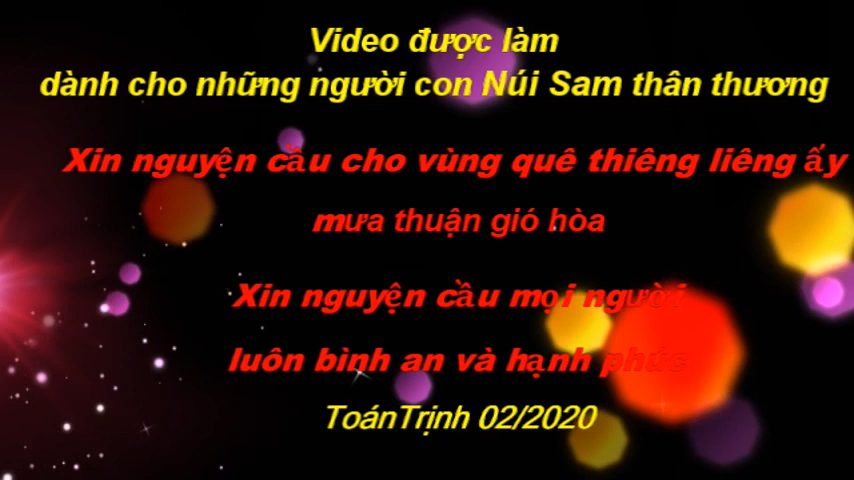 Video được làm
dành cho những người con Núi Sam thân thương
Xin nguyện cầu cho vùng quê thiêng liêng ấy
mưa thuận gió hòa
Xin nguyện cầu mọi người
luôn bình an và hạnh phúc
ToánTrịnh 02/2020